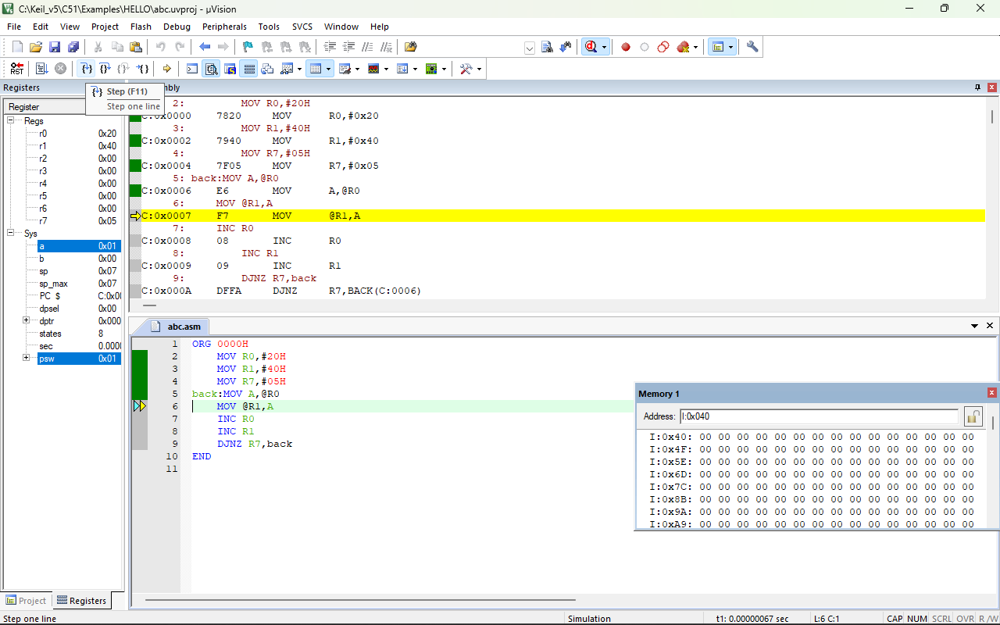 C:\Keil_v5\C51\Examples\HELLO\abc.uvproj - µVision
File Edit View Project Flash Debug Peripherals Tools SVCS Window Help
RST
Registers
bly
Step (F11)
Step one line
Register
Regs
r0 0x20
r1 0x40
r2 0x00
r3 0x00
r4 0x00
r5 0x00
r6 0x00
r7 0x05
Sys
a 0x01
b 0x00
sp 0x07
sp_max 0x07
PC $ C:0x00
dpsel 0x00
dptr 0x000
states 8
sec 0.000
psw 0x01
Project Registers
2: MOV R0,#20H
C:0x0000 7820 MOV R0,#0x20
3: MOV R1,#40H
C:0x0002 7940 MOV R1,#0x40
4: MOV R7,#05H
C:0x0004 7F05 MOV R7,#0x05
5: back:MOV A,@R0
C:0x0006 E6 MOV A,@R0
6: MOV @R1,A
C:0x0007 F7 MOV @R1,A
7: INC R0
C:0x0008 08 INC R0
8: INC R1
C:0x0009 09 INC R1
9: DJNZ R7,back
C:0x000A DFFA DJNZ R7,BACK(C:0006)
abc.asm
1 ORG 0000H
2 MOV R0,#20H
3 MOV R1,#40H
4 MOV R7,#05H
5 back:MOV A,@R0
6 MOV @R1,A
7 INC R0
8 INC R1
9 DJNZ R7,back
10 END
11
Memory 1
Address: I:0x040
I:0x40: 00 00 00 00 00 00 00 00 00 00 00 00 00 00 00
I:0x4F: 00 00 00 00 00 00 00 00 00 00 00 00 00 00 00
I:0x5E: 00 00 00 00 00 00 00 00 00 00 00 00 00 00 00
I:0x6D: 00 00 00 00 00 00 00 00 00 00 00 00 00 00 00
I:0x7C: 00 00 00 00 00 00 00 00 00 00 00 00 00 00 00
I:0x8B: 00 00 00 00 00 00 00 00 00 00 00 00 00 00 00
I:0x9A: 00 00 00 00 00 00 00 00 00 00 00 00 00 00 00
I:0xA9: 00 00 00 00 00 00 00 00 00 00 00 00 00 00 00
Step one line Simulation t1: 0.00000067 sec L:6 C:1 CAP NUM SCRL OVR R /W